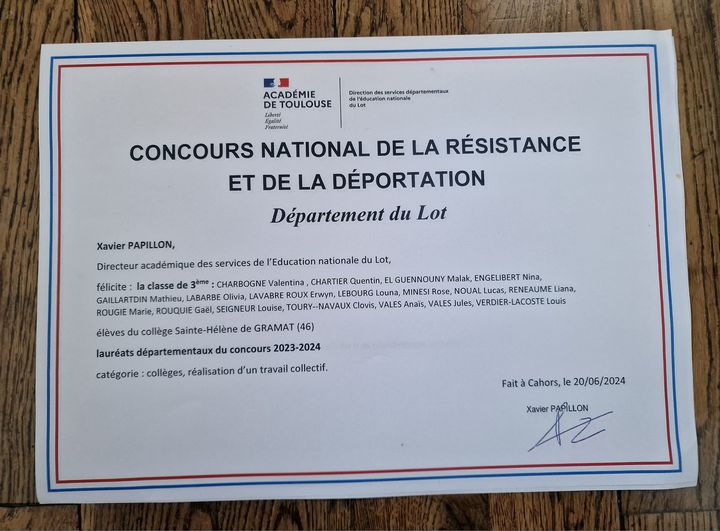 ACADÉMIE
DE TOULOUSE
Liberté
Égalité
Fraternité
Direction des services départementaux
de l'éducation nationale
du Lot
CONCOURS NATIONAL DE LA RÉSISTANCE
ET DE LA DÉPORTATION
Département du Lot
Xavier PAPILLON,
Directeur académique des services de l'Education nationale du Lot,
félicite : la classe de 3ème : CHARBOGNE Valentina , CHARTIER Quentin, EL GUENNOUNY Malak, ENGELIBERT Nina,
GAILLARTDIN Mathieu, LABARBE Olivia, LAVABRE ROUX Erwyn, LEBOURG Louna, MINESI Rose, NOUAL Lucas, RENEAUME Liana,
ROUGIE Marie, ROUQUIE Gaël, SEIGNEUR Louise, TOURY--NAVAUX Clovis, VALES Anaïs, VALES Jules, VERDIER-LACOSTE Louis
élèves du collège Sainte-Hélène de GRAMAT (46)
lauréats départementaux du concours 2023-2024
catégorie : collèges, réalisation d'un travail collectif.
Fait à Cahors, le 20/06/2024
Xavier PAPILLON